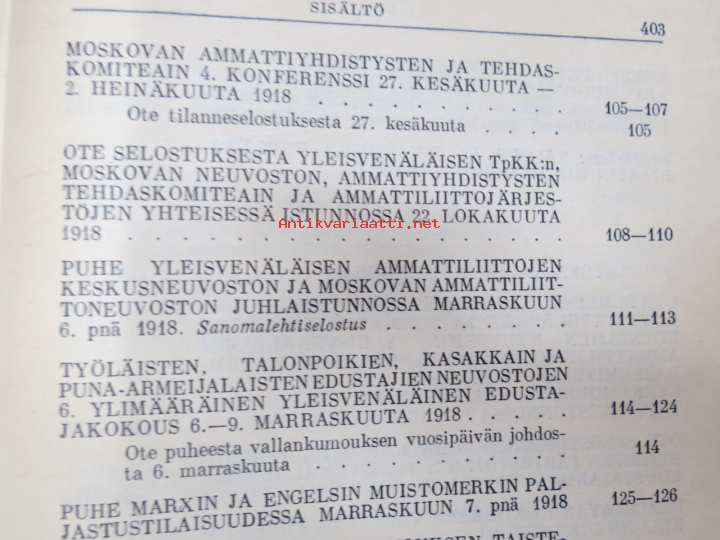 SISÄLTÖ
403
MOSKOVAN AMMATTIYHDISTYSTEN JA TEHDAS-
KOMITEAIN 4. KONFERENSSI 27. KESÄKUUTA —
2. HEINÄKUUTA 1918 . . . . . . . . . . 105—107
Ote tilanneselostuksesta 27. kesäkuuta . . . . 105
OTE SELOSTUKSESTA YLEISVENÄLÄISEN TpKK:n,
MOSKOVAN NEUVOSTON, AMMATTIYHDISTYSTEN
TEHDASKOMITEAIN JA AMMATTILIITTOJÄRJES-
TÖJEN YHTEISESSÄ ISTUNNOSSA 22. LOKAKUUTA
Antikvariaatti.net
1918 . . . . . . . . . . . . . . . . . 108—110
PUHE YLEISVENÄLÄISEN AMMATTILIITTOJEN
KESKUSNEUVOSTON JA MOSKOVAN AMMATTILIIT-
TONEUVOSTON JUHLAISTUNNOSSA MARRASKUUN
6. pnä 1918. Sanomalehtiselostus . . . . . . . 111—113
TYÖLÄISTEN, TALONPOIKIEN, KASAKKAIN JA
PUNA-ARMEIJALAISTEN EDUSTAJIEN NEUVOSTOJEN
6. YLIMÄÄRÄINEN YLEISVENÄLÄINEN EDUSTA-
JAKOKOUS 6.—9. MARRASKUUTA 1918 . . . . . 114—124
Ote puheesta vallankumouksen vuosipäivän johdos-
ta 6. marraskuuta . . . . . . . . . . . 114
PUHE MARXIN JA ENGELSIN MUISTOMERKIN PAL-
JASTUSTILAISUUDESSA MARRASKUUN 7. pnä 1918 125—126